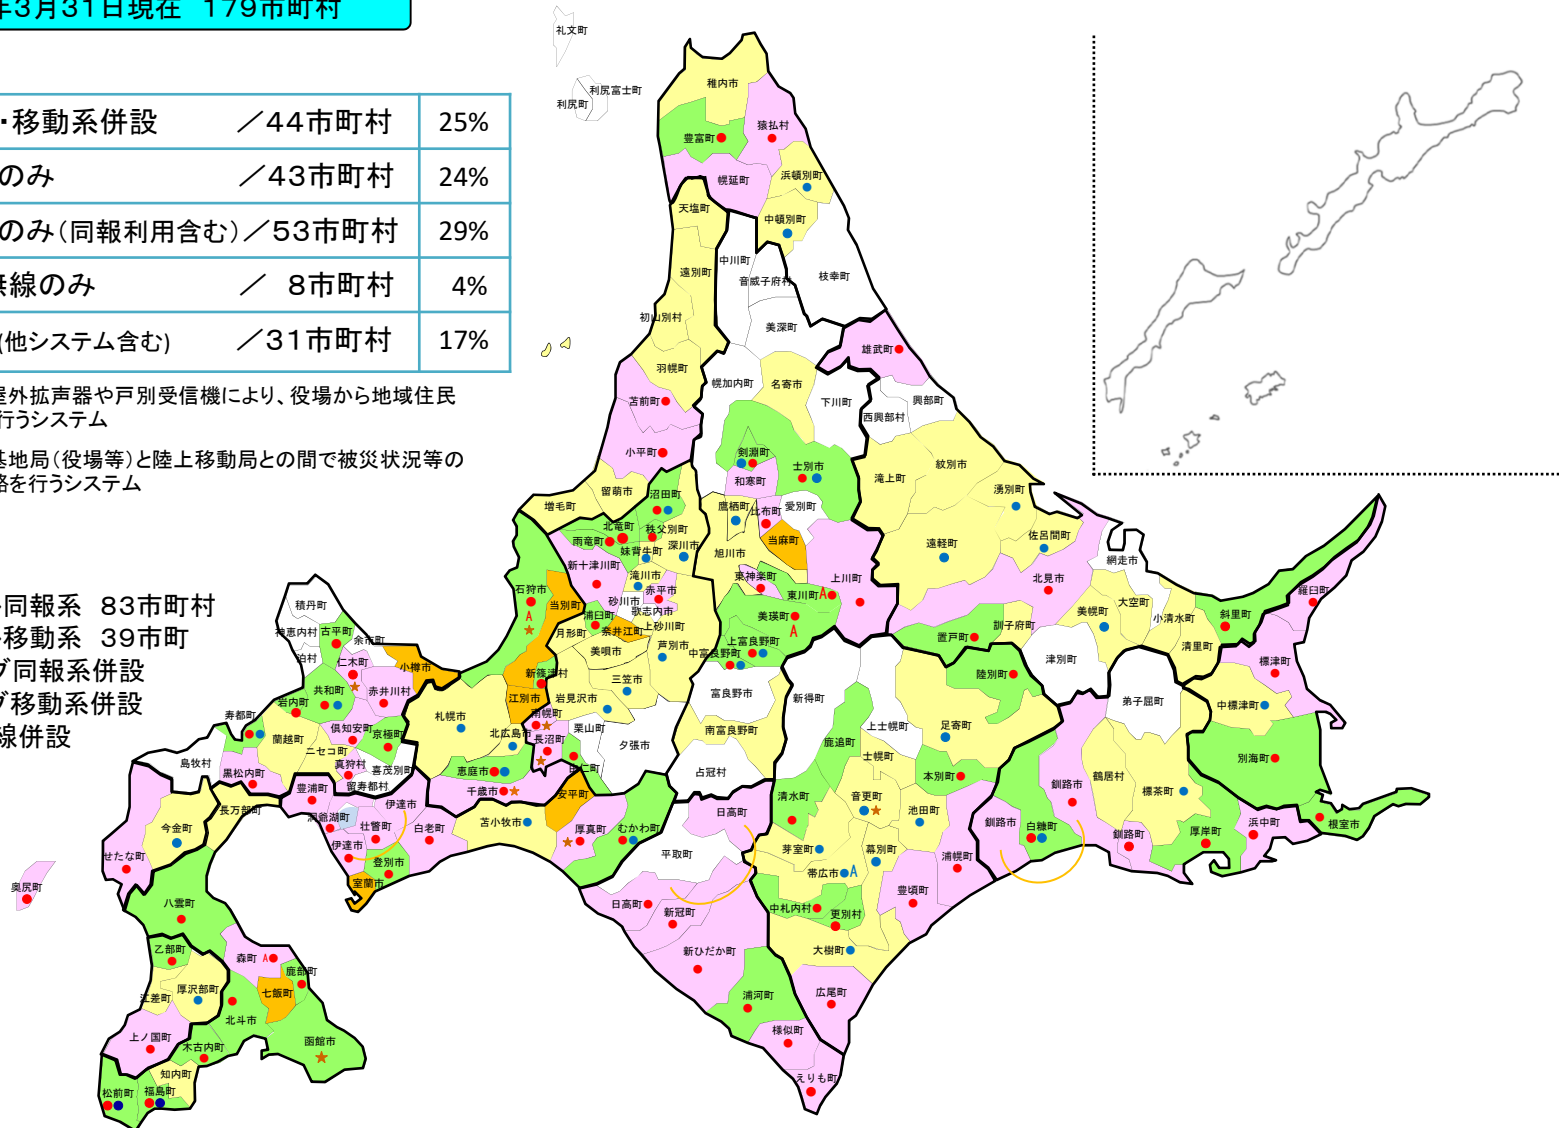 年3月31日現在 179市町村
・移動系併設 ／44市町村 25%
のみ ／43市町村 24%
のみ(同報利用含む)／53市町村 29%
無線のみ ／ 8市町村 4%
(他システム含む) ／31市町村 17%
屋外拡声器や戸別受信機により、役場から地域住民
行うシステム
基地局(役場等)と陸上移動局との間で被災状況等の
絡を行うシステム
同報系 83市町村
移動系 39市町
ブ同報系併設
ブ移動系併設
線併設
礼文町
利尻富士町
利尻町
稚内市
豊富町
猿払村
幌延町
浜頓別町
天塩町
中頓別町
中川町
遠別町
音威子府村
枝幸町
初山別村
美深町
雄武町
羽幌町
幌加内町
名寄市
苫前町
下川町
興部町
西興部村
小平町
剣淵町
士別市
和寒町
滝上町
紋別市
湧別町
留萌市
増毛町
沼田町
鷹栖町
比布町
愛別町
北竜町
秩父別町
雨竜町
妹背牛町
深川市
旭川市
当麻町
遠軽町
佐呂間町
網走市
新十津川町
滝川市
東神楽町
東川町 A
上川町
北見市
石狩市
A
当別町
赤平市
砂川市
歌志内市
浦臼町
奈井江町
上砂川町
美瑛町
A
美幌町
大空町
小清水町
斜里町
羅臼町
月形町
芦別市
上富良野町
中富良野町
置戸町
訓子府町
清里町
美唄市
標津町
積丹町
神恵内村
古平町
余市町
泊村
仁木町
小樽市
共和町
赤井川村
岩内町
新篠津村
三笠市
江別市
岩見沢市
富良野市
新得町
陸別町
津別町
弟子屈町
中標津町
寿都町
蘭越町
倶知安町
京極町
札幌市
北広島市
南幌町
長沼町
栗山町
夕張市
南富良野町
上士幌町
足寄町
鹿追町
ニセコ町
真狩村
喜茂別町
留寿都村
島牧村
黒松内町
恵庭市
由仁町
占冠村
士幌町
本別町
鶴居村
標茶町
別海町
豊浦町
洞爺湖町
伊達市
壮瞥町
白老町
千歳市
安平町
日高町
清水町
音更町
池田町
釧路市
釧路市
白糠町
釧路町
厚岸町
浜中町
根室市
長万部町
今金町
せたな町
苫小牧市
厚真町
むかわ町
平取町
芽室町
幕別町
浦幌町
伊達市
登別市
室蘭市
帯広市 A
豊頃町
奥尻町
八雲町
日高町
新冠町
中札内村
更別村
新ひだか町
大樹町
乙部町
森町 A
鹿部町
厚沢部町
江差町
七飯町
浦河町
広尾町
北斗市
上ノ国町
木古内町
函館市
様似町
知内町
松前町
福島町
えりも町